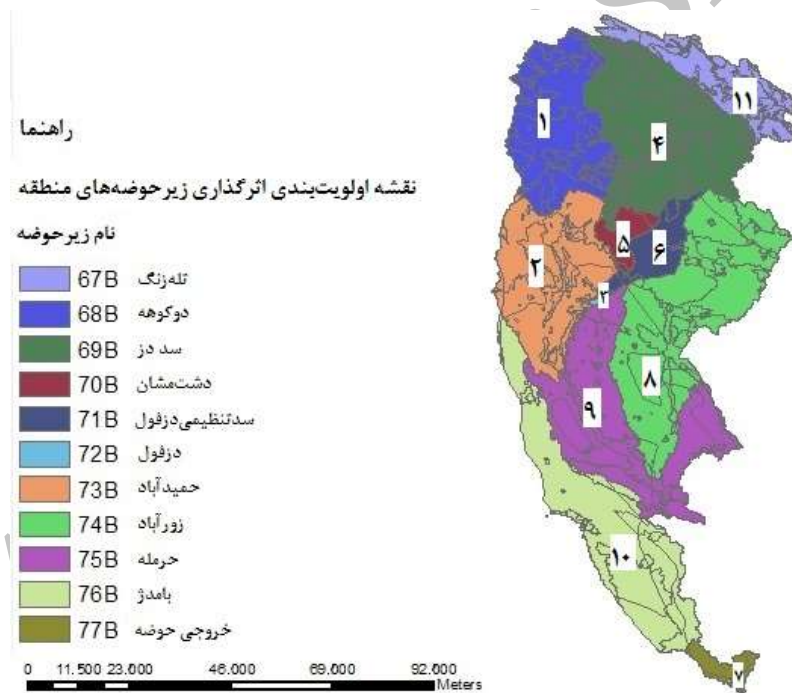 راهنما
نقشه اولویت‌بندی اثرگذاری زیرحوضه‌های منطقه
نام زیرحوضه
67B تله‌زنگ
68B دوکوهه
69B سد دز
70B دشت‌مشان
71B سدتنظیمی‌دزفول
72B دزفول
73B حمیدآباد
74B زورآباد
75B حرمله
76B بامدژ
77B خروجی حوضه
0 11.500 23.000 46.000 69.000 92.000
Meters
۱۱
۱
۴
۵
۶
۲
۳
۸
۹
۱۰
۷